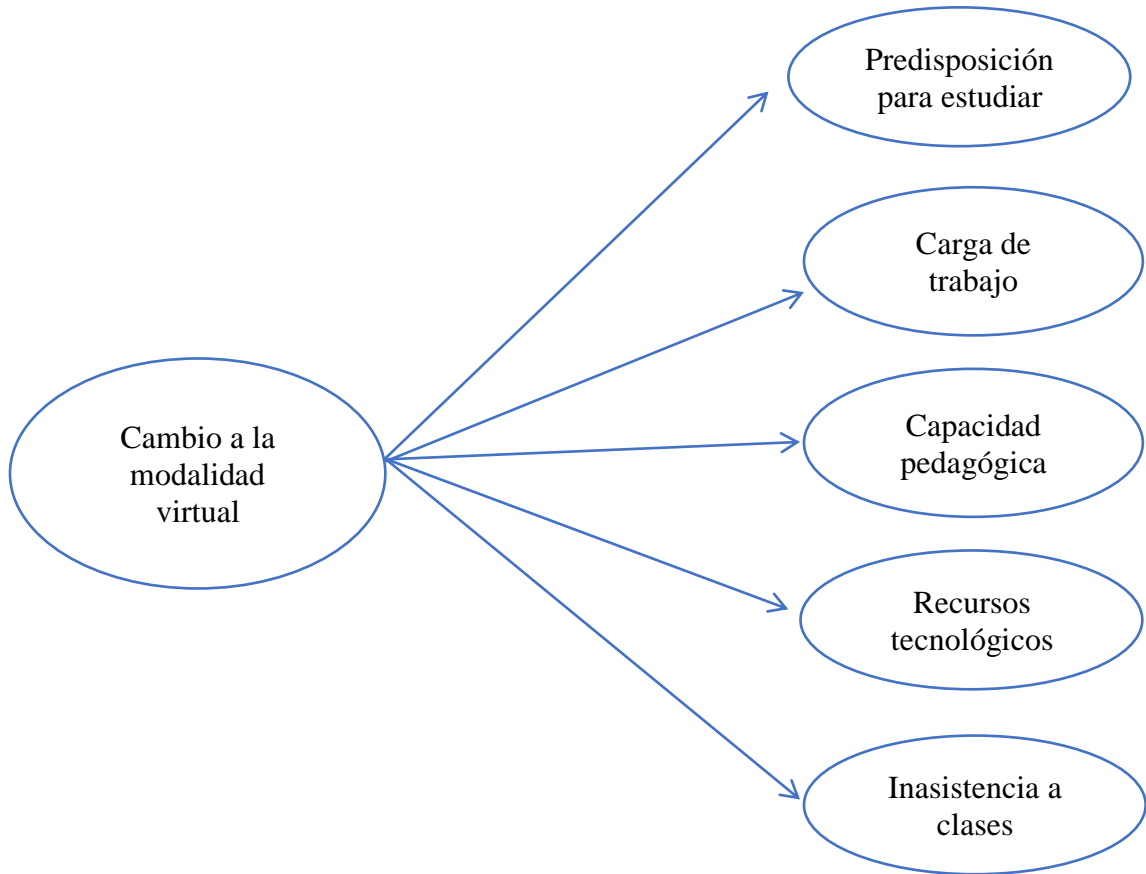 Predisposición
para estudiar
Carga de
trabajo
Cambio a la
modalidad
virtual
Capacidad
pedagógica
Recursos
tecnológicos
Inasistencia a
clases